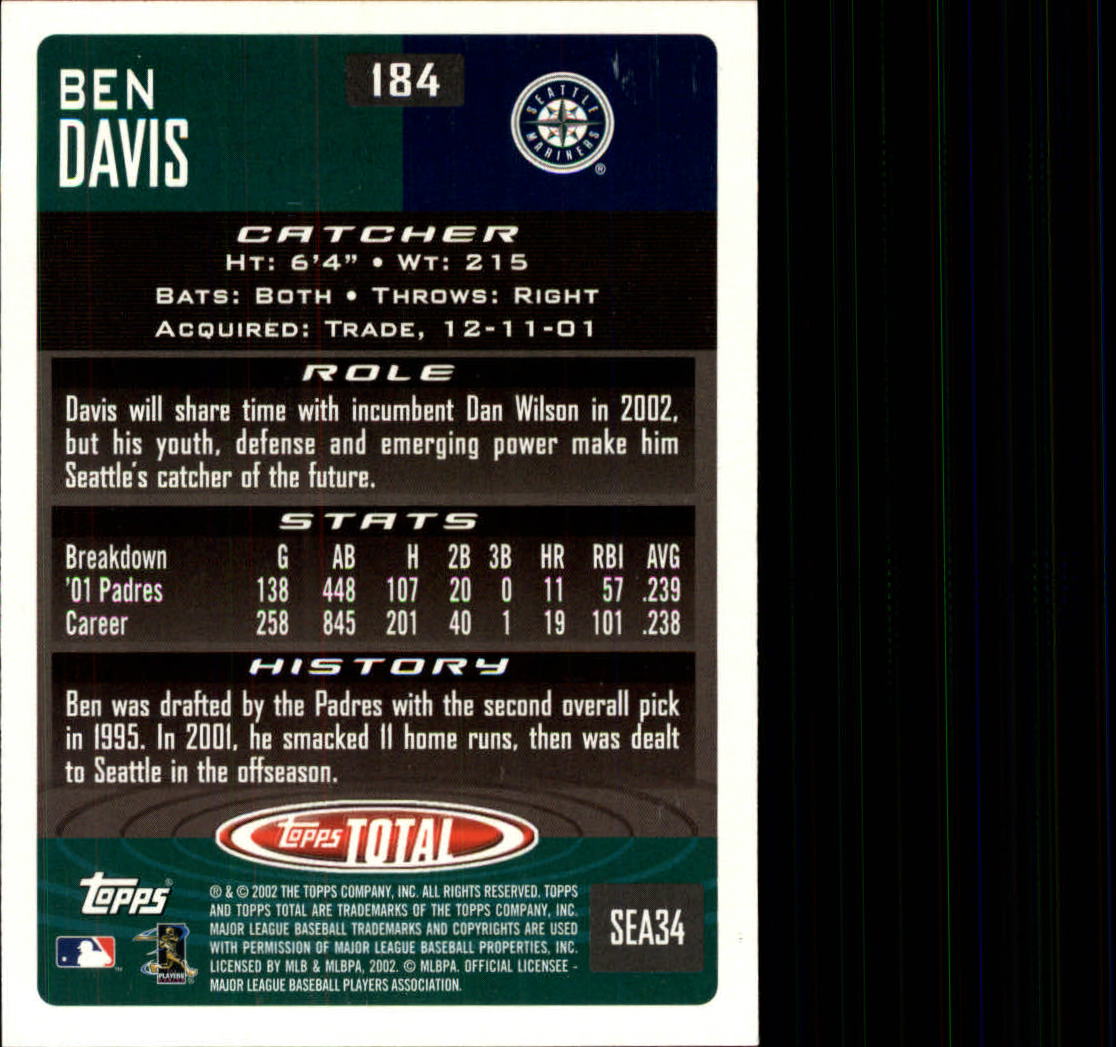 BEN
DAVIS
184
SEATTLE
MARINERS
®
CATCHER
HT: 6'4" • WT: 215
BATS: BOTH • THROWS: RIGHT
ACQUIRED: TRADE, 12-11-01
ROLE
Davis will share time with incumbent Dan Wilson in 2002,
but his youth, defense and emerging power make him
Seattle's catcher of the future.
STATS
Breakdown G AB H 2B 3B HR RBI AVG
'01 Padres 138 448 107 20 0 11 57 .239
Career 258 845 201 40 1 19 101 .238
HISTORY
Ben was drafted by the Padres with the second overall pick
in 1995. In 2001, he smacked 11 home runs, then was dealt
to Seattle in the offseason.
Topps TOTAL
Topps®
® & © 2002 THE TOPPS COMPANY, INC. ALL RIGHTS RESERVED. TOPPS
AND TOPPS TOTAL ARE TRADEMARKS OF THE TOPPS COMPANY, INC.
MAJOR LEAGUE BASEBALL TRADEMARKS AND COPYRIGHTS ARE USED
WITH PERMISSION OF MAJOR LEAGUE BASEBALL PROPERTIES, INC.
LICENSED BY MLB & MLBPA, 2002. © MLBPA. OFFICIAL LICENSEE -
MAJOR LEAGUE BASEBALL PLAYERS ASSOCIATION.
SEA34
PLAYERS